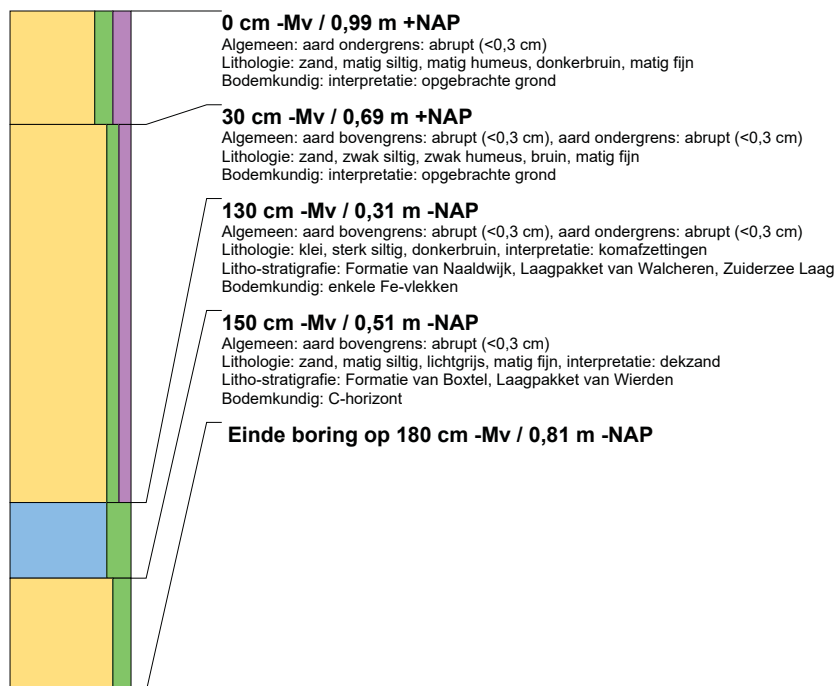 0 cm -Mv / 0,99 m +NAP
Algemeen: aard ondergrens: abrupt (<0,3 cm)
Lithologie: zand, matig siltig, matig humeus, donkerbruin, matig fijn
Bodemkundig: interpretatie: opgebrachte grond
30 cm -Mv / 0,69 m +NAP
Algemeen: aard bovengrens: abrupt (<0,3 cm), aard ondergrens: abrupt (<0,3 cm)
Lithologie: zand, zwak siltig, zwak humeus, bruin, matig fijn
Bodemkundig: interpretatie: opgebrachte grond
130 cm -Mv / 0,31 m -NAP
Algemeen: aard bovengrens: abrupt (<0,3 cm), aard ondergrens: abrupt (<0,3 cm)
Lithologie: klei, sterk siltig, donkerbruin, interpretatie: komafzettingen
Litho-stratigrafie: Formatie van Naaldwijk, Laagpakket van Walcheren, Zuiderzee Laag
Bodemkundig: enkele Fe-vlekken
150 cm -Mv / 0,51 m -NAP
Algemeen: aard bovengrens: abrupt (<0,3 cm)
Lithologie: zand, matig siltig, lichtgrijs, matig fijn, interpretatie: dekzand
Litho-stratigrafie: Formatie van Boxtel, Laagpakket van Wierden
Bodemkundig: C-horizont
Einde boring op 180 cm -Mv / 0,81 m -NAP